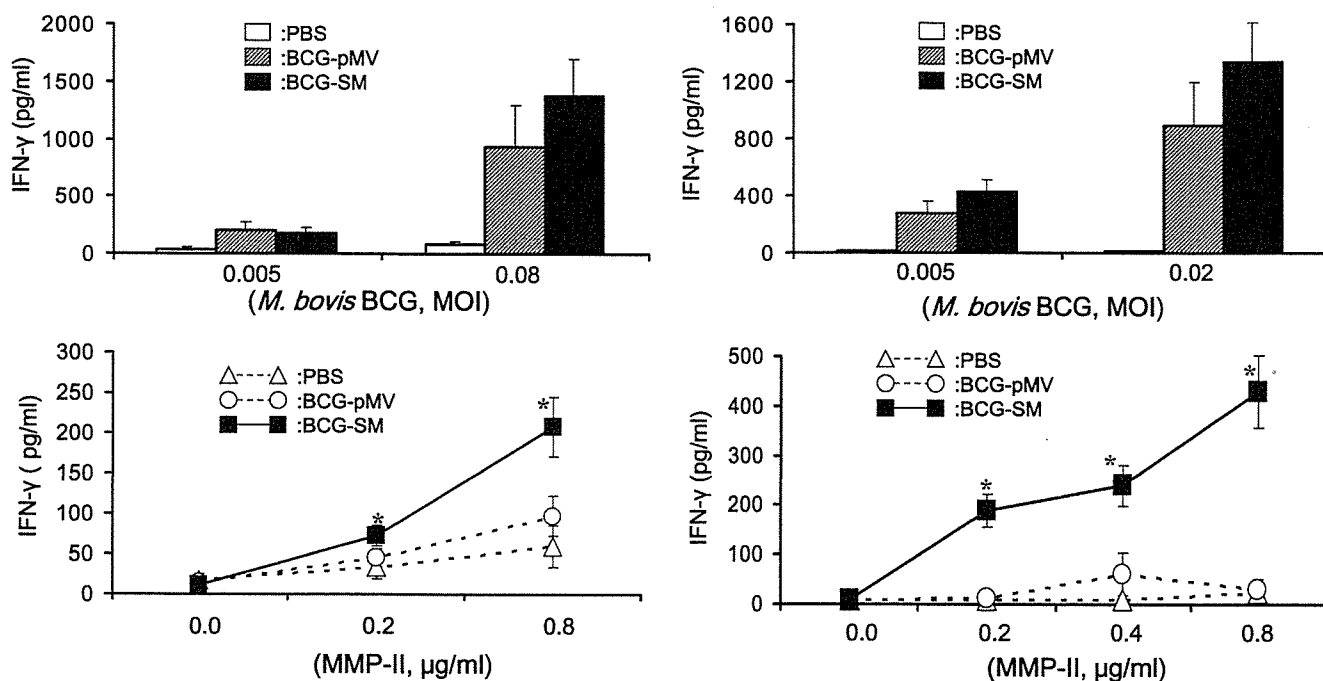 IFN-γ (pg/ml)
2000
1500
1000
500
0
:PBS
:BCG-pMV
:BCG-SM
0.005
0.08
(M. bovis BCG, MOI)
IFN-γ (pg/ml)
1600
1200
800
400
0
:PBS
:BCG-pMV
:BCG-SM
0.005
0.02
(M. bovis BCG, MOI)
IFN-γ ( pg/ml)
300
250
200
150
100
50
0
:PBS
:BCG-pMV
:BCG-SM
*
*
0.0
0.2
0.8
(MMP-II, µg/ml)
IFN-γ (pg/ml)
500
400
300
200
100
0
:PBS
:BCG-pMV
:BCG-SM
*
*
*
0.0
0.2
0.4
0.8
(MMP-II, µg/ml)